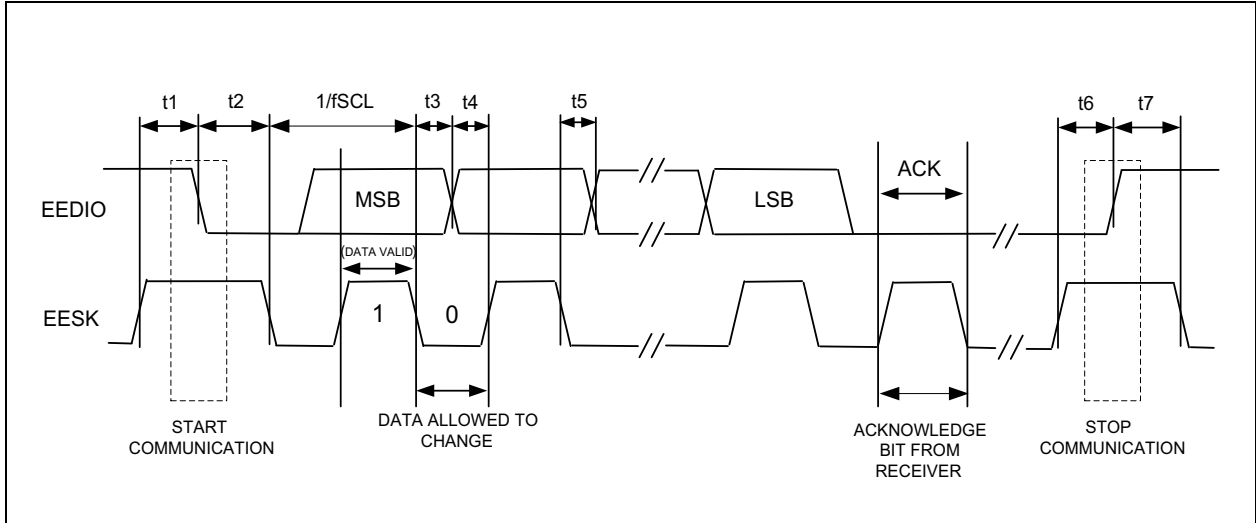 t1 t2 1/fSCL t3 t4 t5 t6 t7
ACK
EEDIO
MSB
LSB
(DATA VALID)
EESK
1
0
START
COMMUNICATION
DATA ALLOWED TO
CHANGE
ACKNOWLEDGE
BIT FROM
RECEIVER
STOP
COMMUNICATION